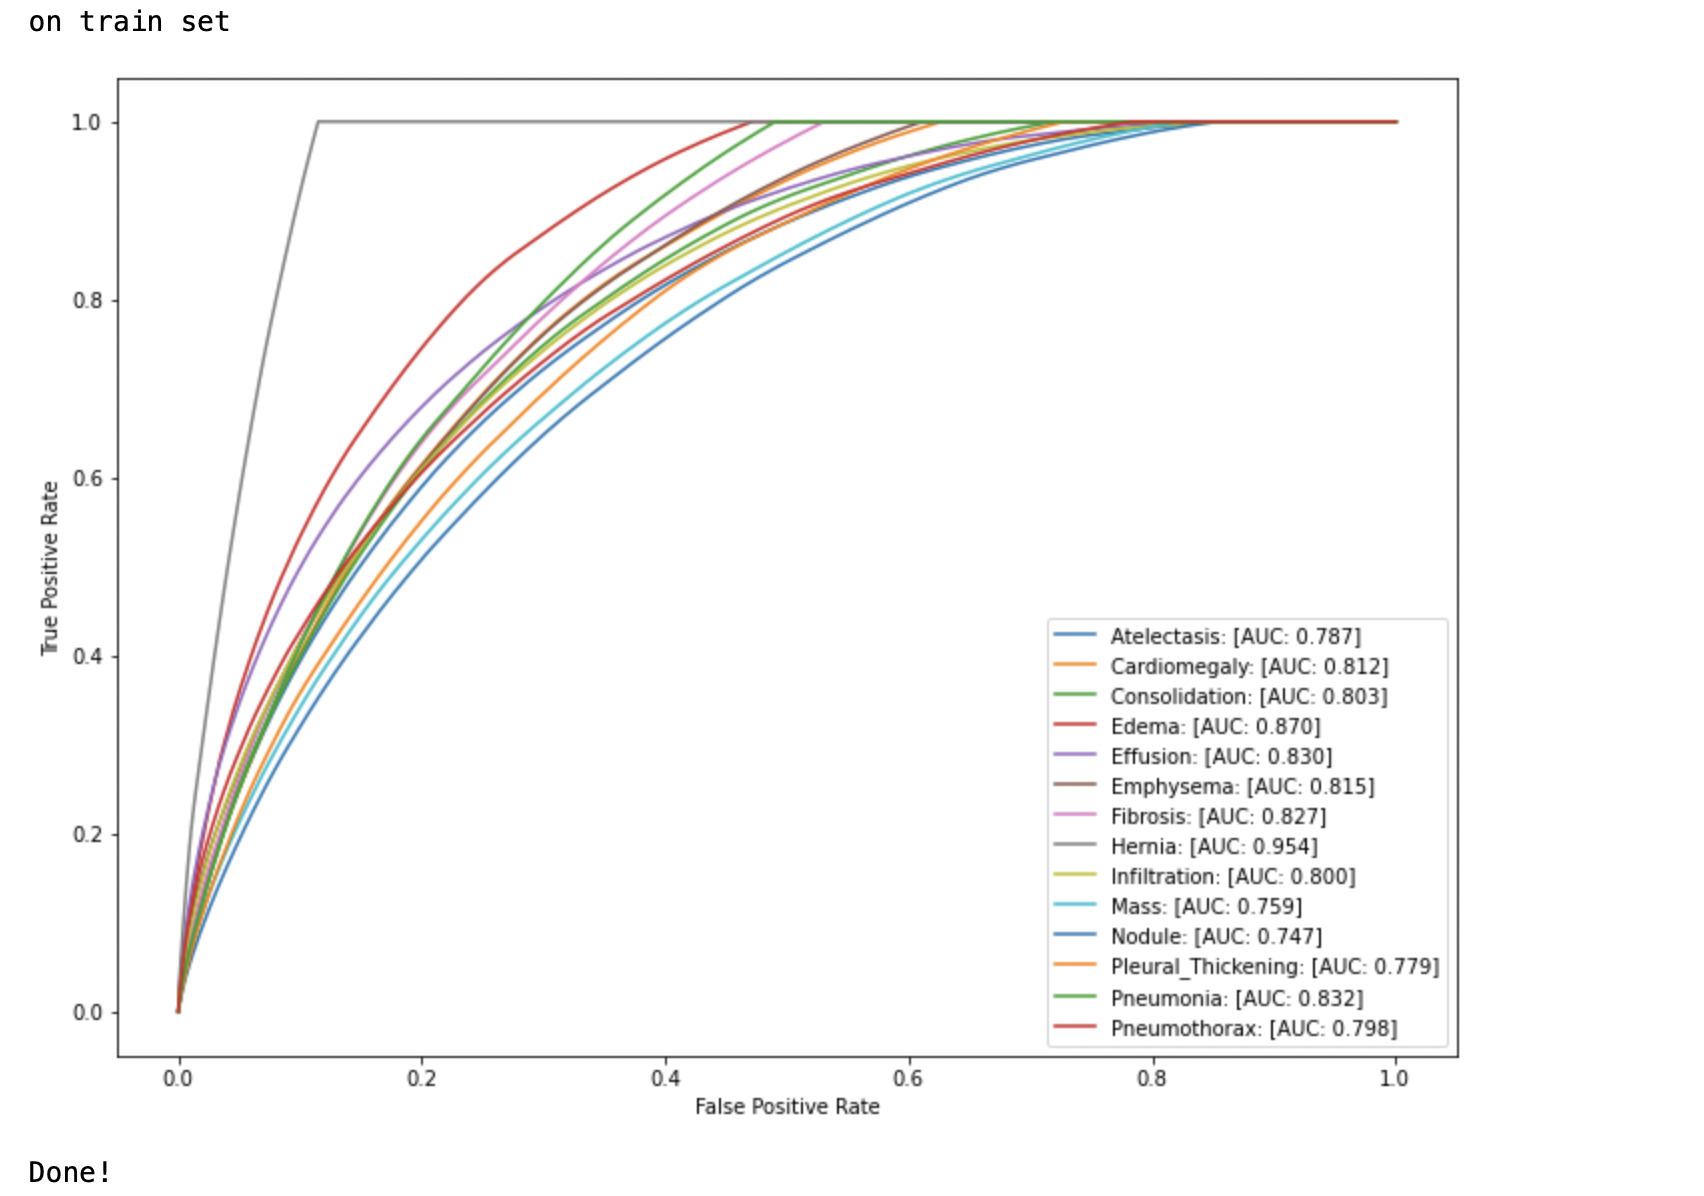 on train set
1.0
0.8
0.6
0.4
0.2
0.0
True Positive Rate
Atelectasis: [AUC: 0.787]
Cardiomegaly: [AUC: 0.812]
Consolidation: [AUC: 0.803]
Edema: [AUC: 0.870]
Effusion: [AUC: 0.830]
Emphysema: [AUC: 0.815]
Fibrosis: [AUC: 0.827]
Hernia: [AUC: 0.954]
Infiltration: [AUC: 0.800]
Mass: [AUC: 0.759]
Nodule: [AUC: 0.747]
Pleural_Thickening: [AUC: 0.779]
Pneumonia: [AUC: 0.832]
Pneumothorax: [AUC: 0.798]
0.0 0.2 0.4 0.6 0.8 1.0
False Positive Rate
Done!